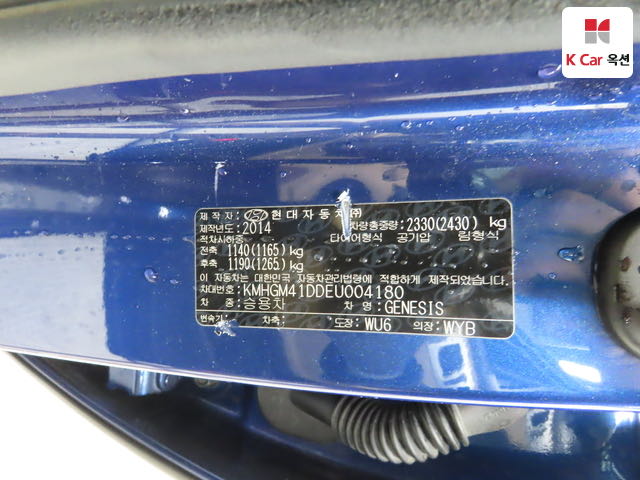 K Car 옥션
제 작 자: 현대자동차㈜
제작년도: 2014 차량총중량: 2330(2430) kg
적차시하중 타이어형식 공기압 림형식
전축 1140(1165) kg
후축 1190(1265) kg
이 자동차는 대한민국 자동차관리법에 적합하게 제작되었습니다.
차대번호: KMHGM41DDEU004180
차 종: 승용차 차 명: GENESIS
변속기: 차축: 도장: WU6 의장: WYB